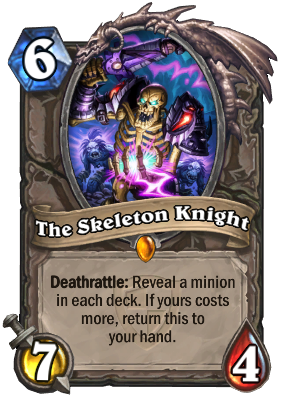 6
The Skeleton Knight
Deathrattle: Reveal a minion
in each deck. If yours costs
more, return this to
your hand.
7
4